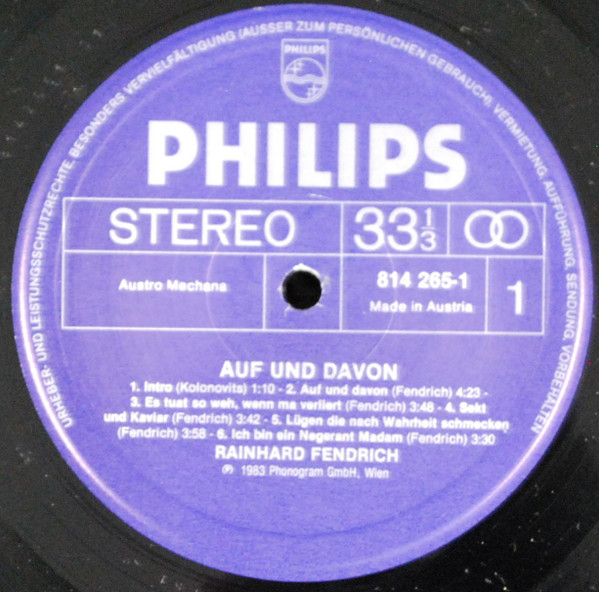 URHEBER- UND LEISTUNGSSCHUTZRECHTE, BESONDERS VERVIELFÄLTIGUNG (AUSSER ZUM PERSÖNLICHEN GEBRAUCH), VERMIETUNG, AUFFÜHRUNG, SENDUNG, VORBEHALTEN
PHILIPS
PHILIPS
STEREO 33 1/3
Austro Mechana 814 265-1 1
Made in Austria
AUF UND DAVON
1. Intro (Kolonovits) 1:10 - 2. Auf und davon (Fendrich) 4:23 -
3. Es tuat so weh, wenn ma verliert (Fendrich) 3:48 - 4. Sekt
und Kaviar (Fendrich) 3:42 - 5. Lügen die nach Wahrheit schmecken
(Fendrich) 3:58 - 6. Ich bin ein Negerant Madam (Fendrich) 3:30
RAINHARD FENDRICH
℗ 1983 Phonogram GmbH, Wien